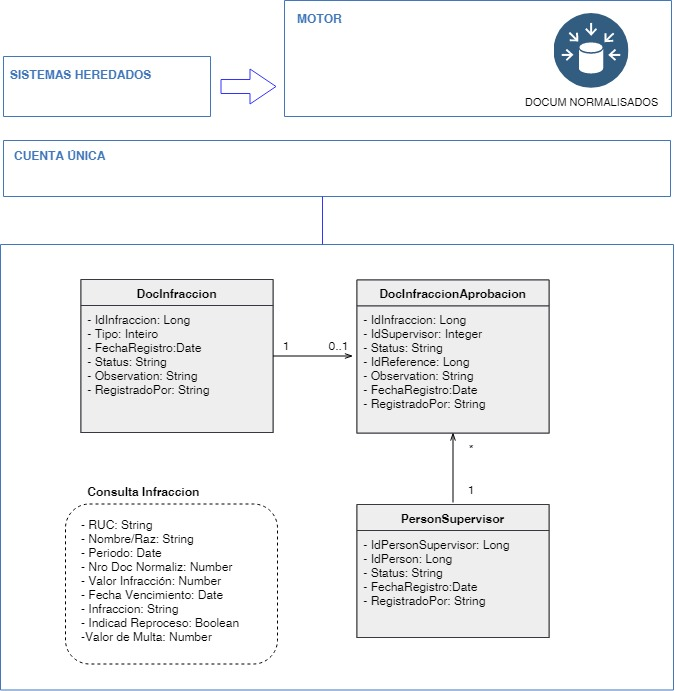 MOTOR
SISTEMAS HEREDADOS
DOCUM NORMALISADOS
CUENTA ÚNICA
DocInfraccion
- IdInfraccion: Long
- Tipo: Inteiro
- FechaRegistro:Date
- Status: String
- Observation: String
- RegistradoPor: String
1
0..1
DocInfraccionAprobacion
- IdInfraccion: Long
- IdSupervisor: Integer
- Status: String
- IdReference: Long
- Observation: String
- FechaRegistro:Date
- RegistradoPor: String
*
1
Consulta Infraccion
- RUC: String
- Nombre/Raz: String
- Periodo: Date
- Nro Doc Normaliz: Number
- Valor Infracción: Number
- Fecha Vencimiento: Date
- Infraccion: String
- Indicad Reproceso: Boolean
-Valor de Multa: Number
PersonSupervisor
- IdPersonSupervisor: Long
- IdPerson: Long
- Status: String
- FechaRegistro:Date
- RegistradoPor: String